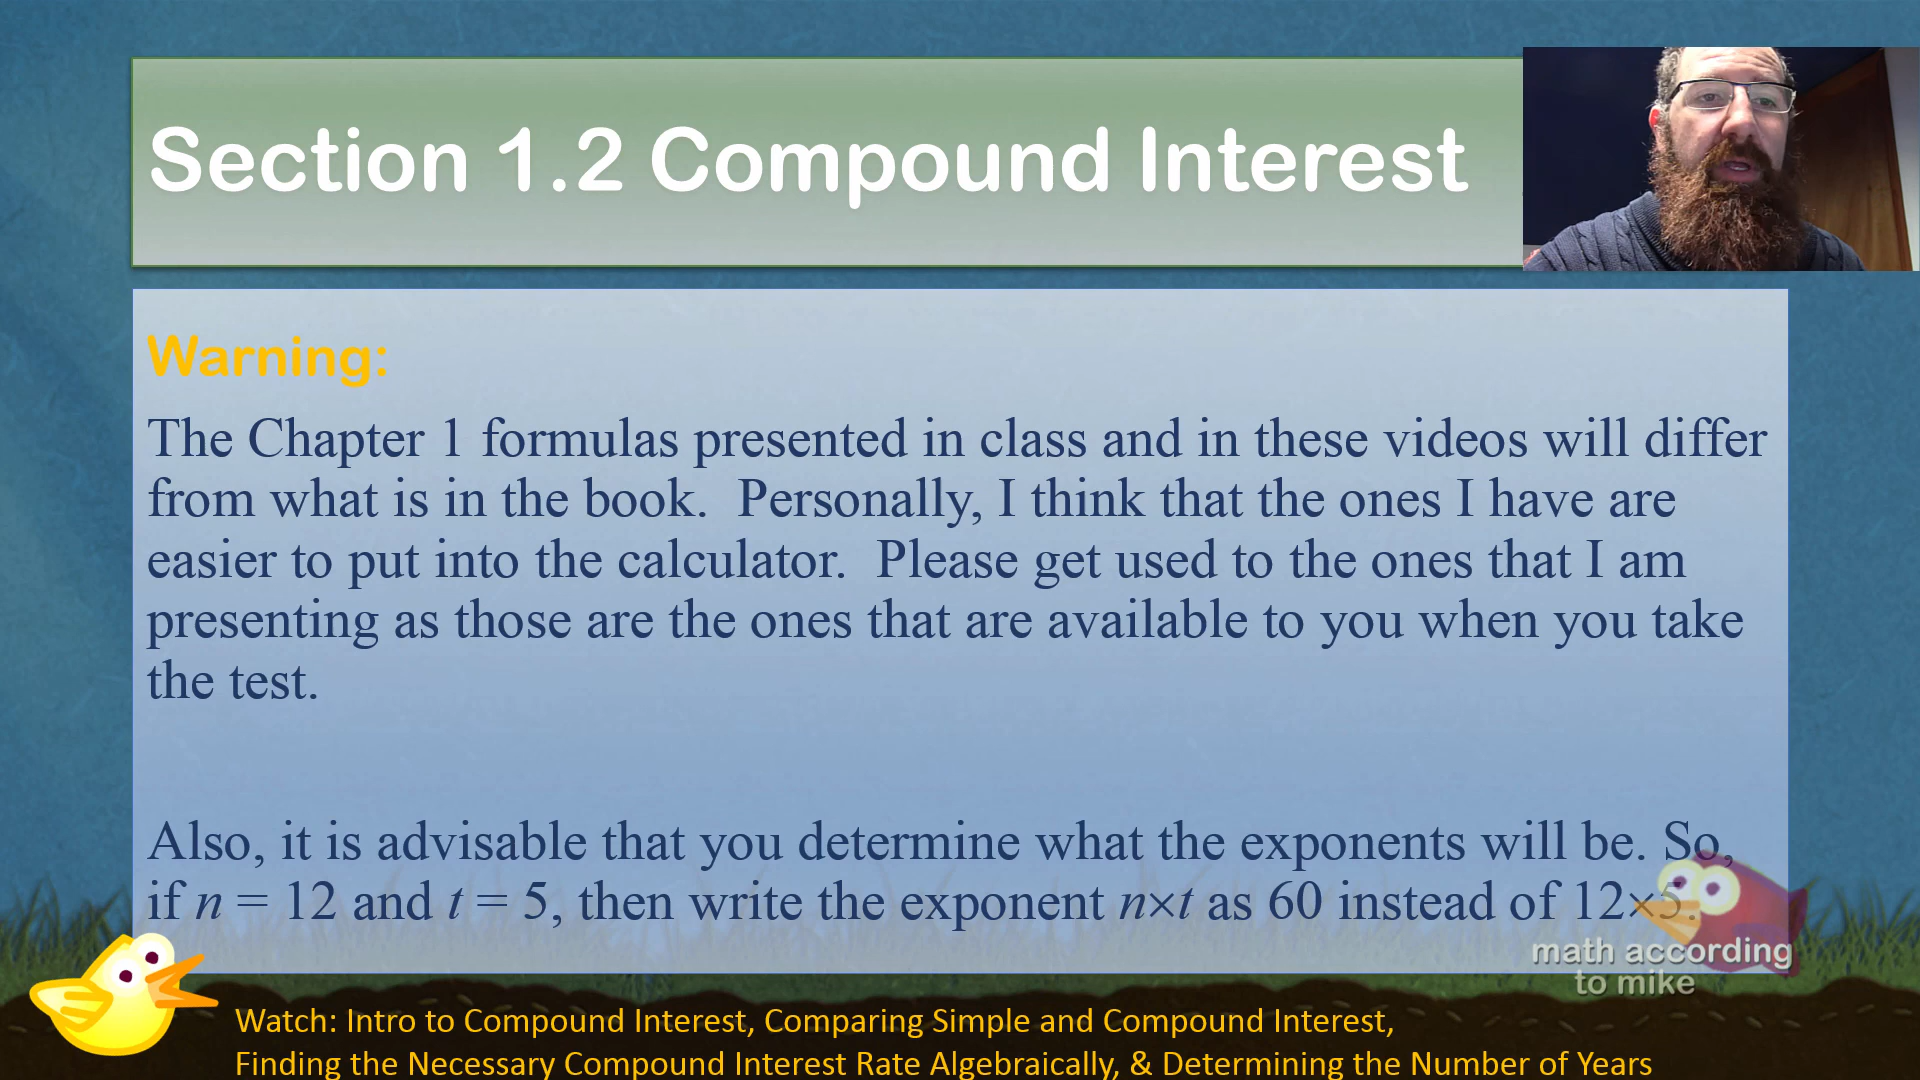 Section 1.2 Compound Interest
Warning:
The Chapter 1 formulas presented in class and in these videos will differ
from what is in the book.  Personally, I think that the ones I have are
easier to put into the calculator.  Please get used to the ones that I am
presenting as those are the ones that are available to you when you take
the test.
Also, it is advisable that you determine what the exponents will be. So,
if n = 12 and t = 5, then write the exponent n×t as 60 instead of 12×5.
math according
to mike
Watch: Intro to Compound Interest, Comparing Simple and Compound Interest,
Finding the Necessary Compound Interest Rate Algebraically, & Determining the Number of Years